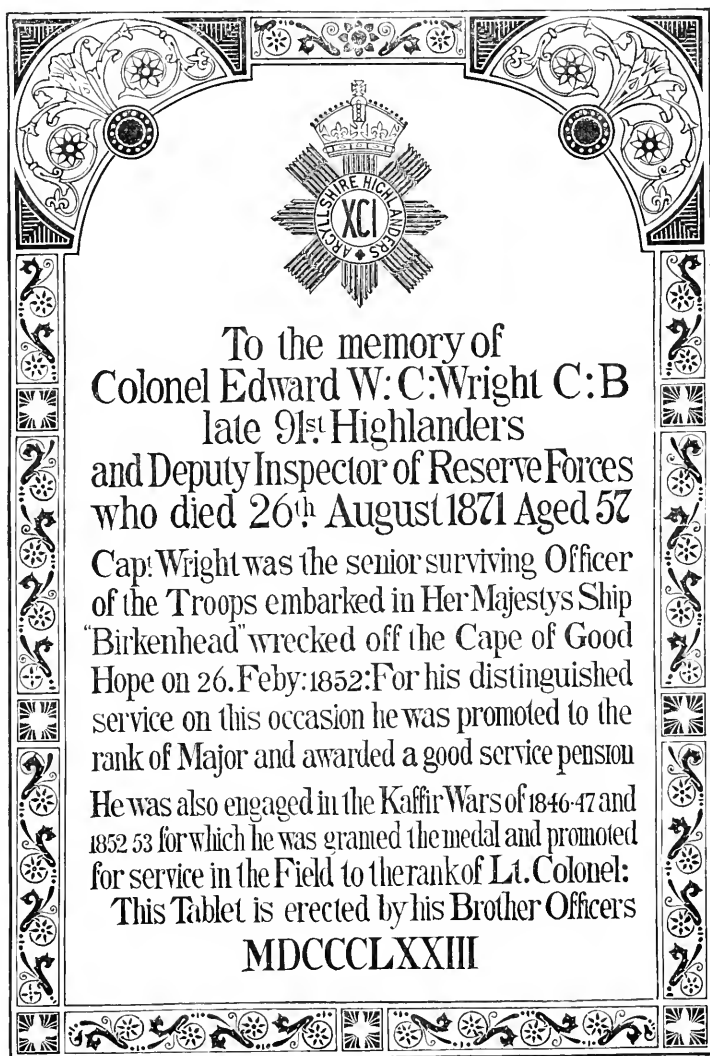 ARGYLLSHIRE HIGHLANDERS
XCI
To the memory of
Colonel Edward W: C: Wright C: B
late 91st Highlanders
and Deputy Inspector of Reserve Forces
who died 26th August 1871 Aged 57
Capt Wright was the senior surviving Officer
of the Troops embarked in Her Majestys Ship
"Birkenhead" wrecked off the Cape of Good
Hope on 26. Feby: 1852: For his distinguished
service on this occasion he was promoted to the
rank of Major and awarded a good service pension
He was also engaged in the Kaffir Wars of 1846-47 and
1852 53 for which he was granted the medal and promoted
for service in the Field to the rank of Lt. Colonel:
This Tablet is erected by his Brother Officers
MDCCCLXXIII